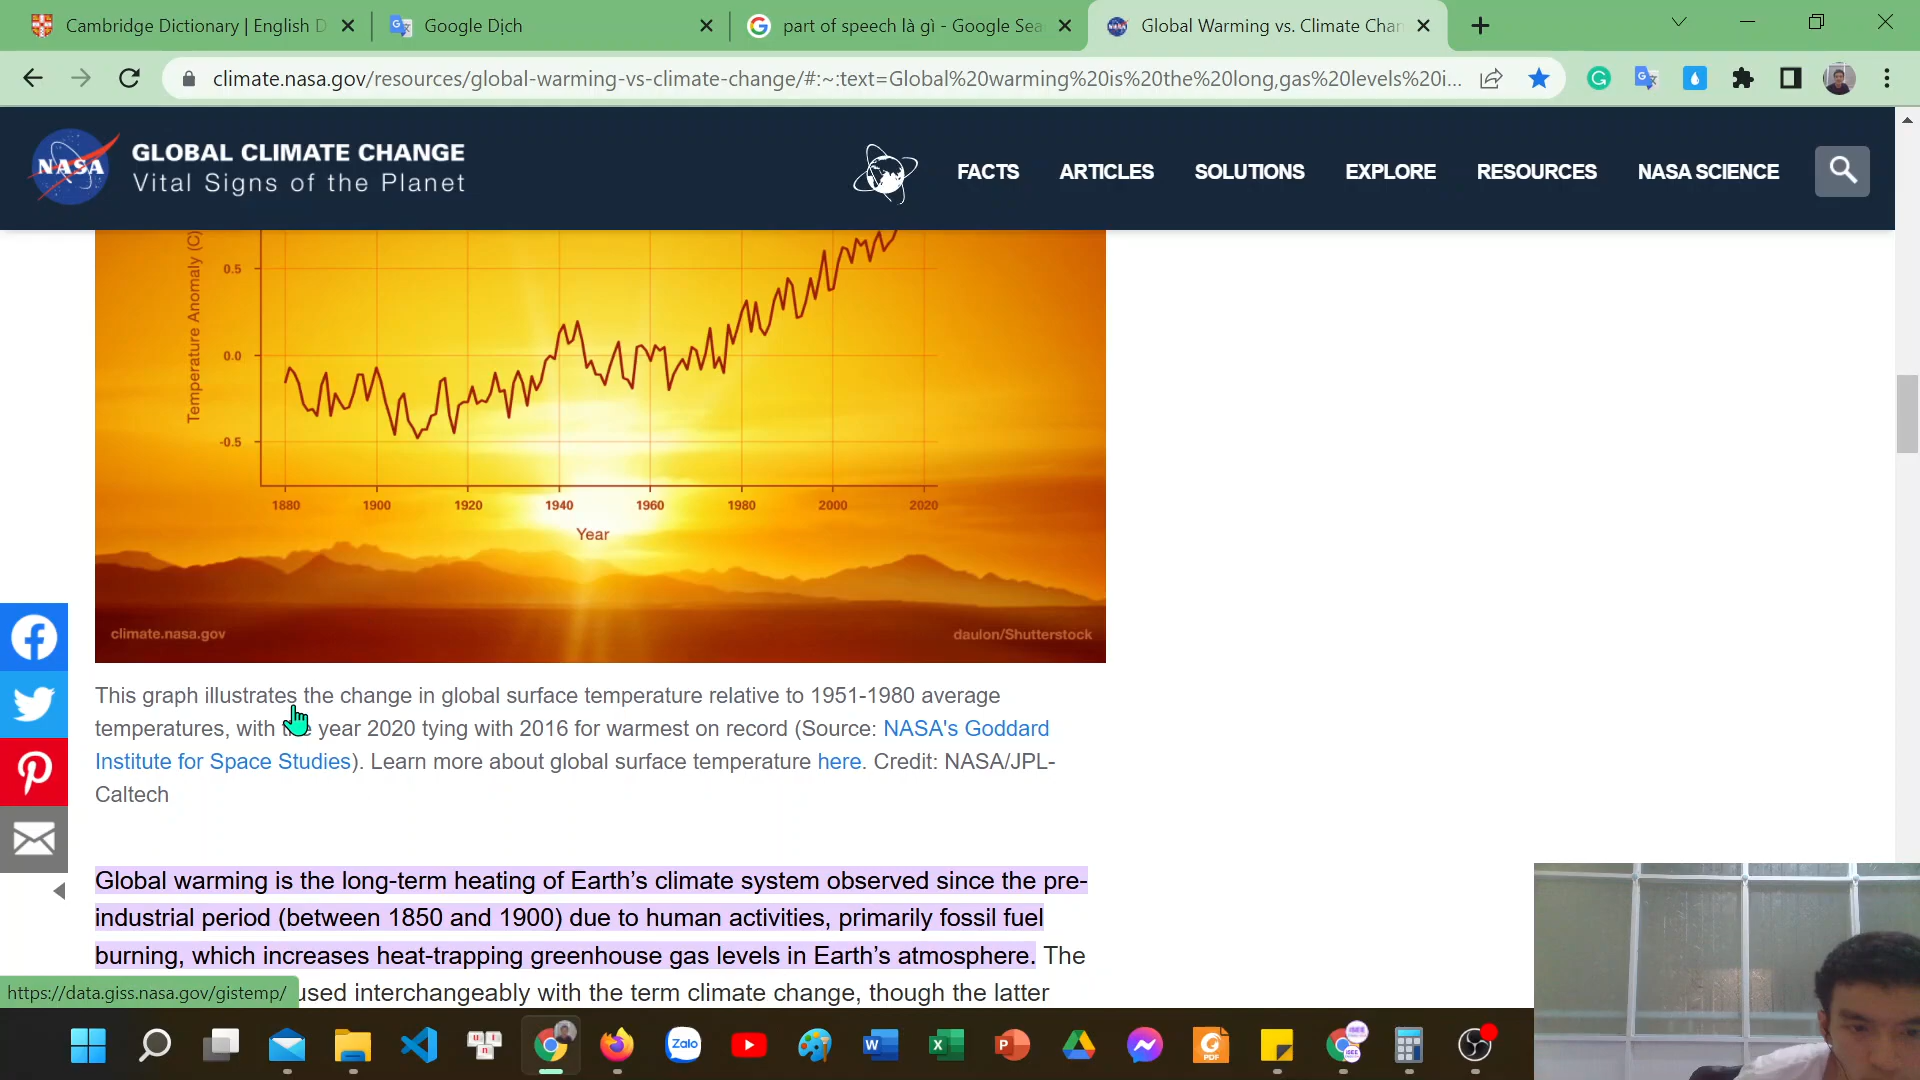 Cambridge Dictionary | English D
Google Dịch
part of speech là gì - Google Sea
Global Warming vs. Climate Chan
climate.nasa.gov/resources/global-warming-vs-climate-change/#:~:text=Global%20warming%20is%20the%20long,gas%20levels%20i...
NASA
GLOBAL CLIMATE CHANGE
Vital Signs of the Planet
FACTS
ARTICLES
SOLUTIONS
EXPLORE
RESOURCES
NASA SCIENCE
Temperature Anomaly (C)
0.5
0.0
-0.5
1880 1900 1920 1940 1960 1980 2000 2020
Year
climate.nasa.gov
daulon/Shutterstock
This graph illustrates the change in global surface temperature relative to 1951-1980 average
temperatures, with the year 2020 tying with 2016 for warmest on record (Source: NASA's Goddard
Institute for Space Studies). Learn more about global surface temperature here. Credit: NASA/JPL-
Caltech
Global warming is the long-term heating of Earth’s climate system observed since the pre-
industrial period (between 1850 and 1900) due to human activities, primarily fossil fuel
burning, which increases heat-trapping greenhouse gas levels in Earth’s atmosphere. The
used interchangeably with the term climate change, though the latter
https://data.giss.nasa.gov/gistemp/
Zalo
PDF